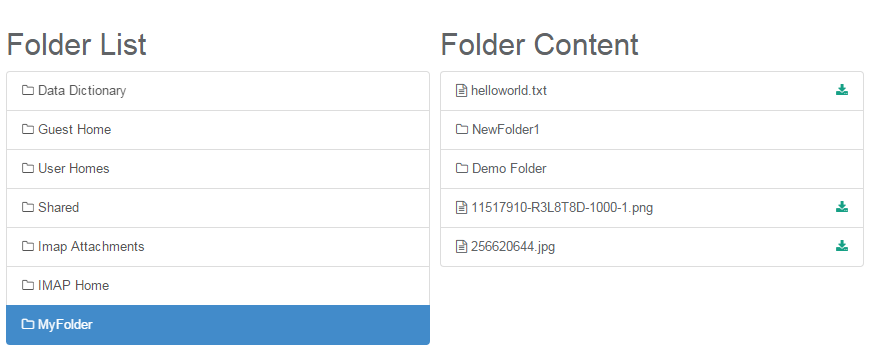 Folder List
Data Dictionary
Guest Home
User Homes
Shared
Imap Attachments
IMAP Home
MyFolder
Folder Content
helloworld.txt
NewFolder1
Demo Folder
11517910-R3L8T8D-1000-1.png
256620644.jpg